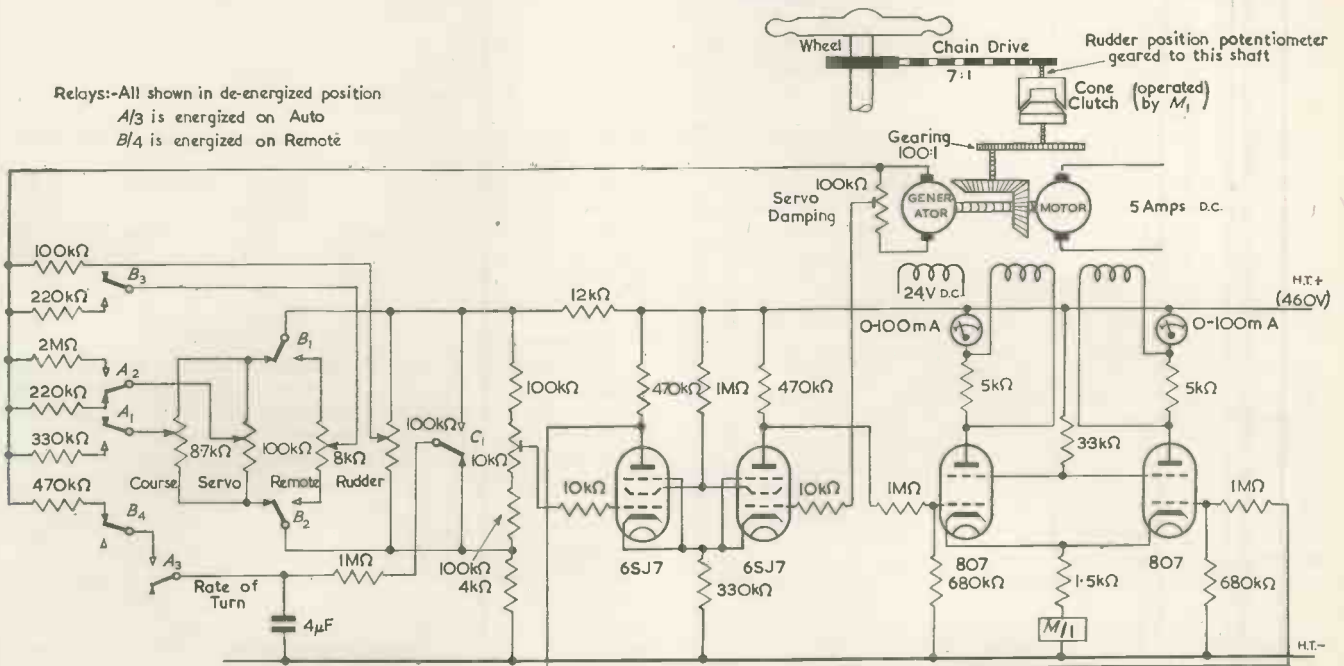 Wheel
Chain Drive
7:1
Rudder position potentiometer
geared to this shaft
Cone
Clutch
(operated
by M1)
Relays:-All shown in de-energized position
A/3 is energized on Auto
B/4 is energized on Remote
Gearing
100:1
100kΩ
Servo
Damping
GENER
ATOR
MOTOR
5 Amps D.C.
24V D.C.
H.T.+
(460V)
0-100mA
0-100mA
100kΩ
B3
220kΩ
2MΩ
A2
220kΩ
A1
330kΩ
470kΩ
B4
A3
B1
87kΩ
100kΩ
8kΩ
Course
Servo
Remote
Rudder
B2
100kΩ
C1
12kΩ
100kΩ
10kΩ
100kΩ
4kΩ
1MΩ
Rate of
Turn
4μF
470kΩ
1MΩ
470kΩ
10kΩ
10kΩ
6SJ7
6SJ7
330kΩ
5kΩ
5kΩ
3·3kΩ
1MΩ
1MΩ
807
807
680kΩ
1·5kΩ
680kΩ
M/1
H.T.-